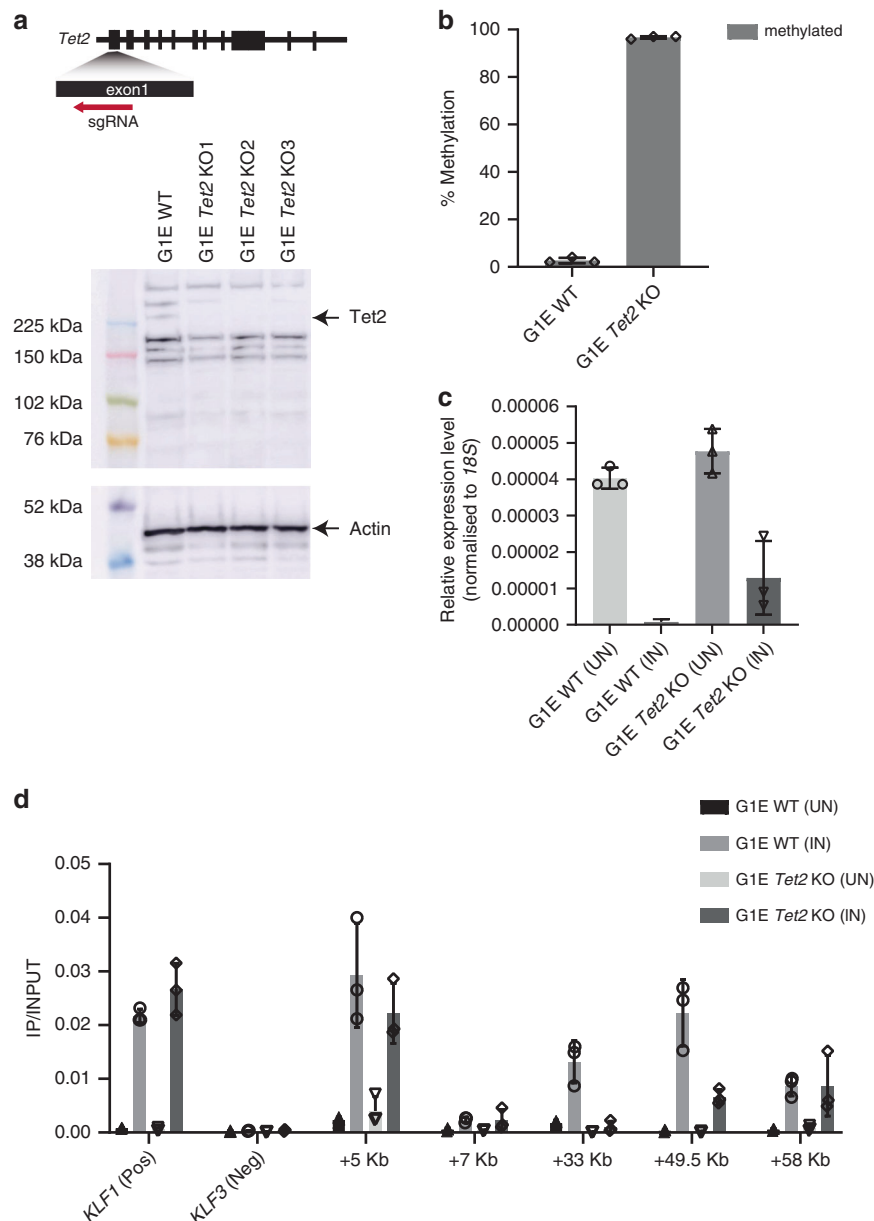 a
Tet2
exon1
sgRNA
G1E WT
G1E Tet2 KO1
G1E Tet2 KO2
G1E Tet2 KO3
225 kDa
150 kDa
102 kDa
76 kDa
Tet2
52 kDa
38 kDa
Actin
b
% Methylation
100
80
60
40
20
0
G1E WT
G1E Tet2 KO
methylated
c
Relative expression level
(normalised to 18S)
0.00006
0.00005
0.00004
0.00002
0.00001
0.00000
G1E WT (UN)
G1E WT (IN)
G1E Tet2 KO (UN)
G1E Tet2 KO (IN)
d
G1E WT (UN)
G1E WT (IN)
G1E Tet2 KO (UN)
G1E Tet2 KO (IN)
IP/INPUT
0.05
0.04
0.03
0.02
0.01
0.00
KLF1 (Pos)
KLF3 (Neg)
+5 Kb
+7 Kb
+33 Kb
+49.5 Kb
+58 Kb